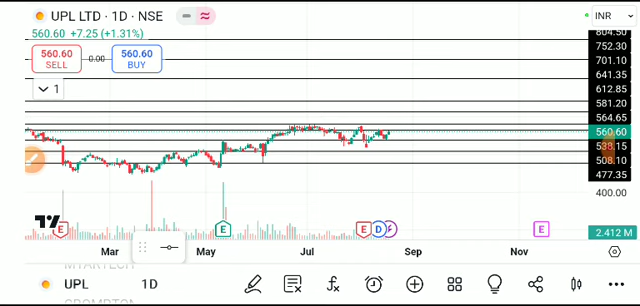 UPL LTD · 1D · NSE
INR
560.60 +7.25 (+1.31%)
560.60
SELL
0.00
560.60
BUY
1
804.50
752.30
701.10
641.35
612.85
581.20
564.65
560.60
508.10
477.35
400.00
2.412 M
E
E
E
D
E
Mar
May
Jul
Sep
Nov
UPL
1D